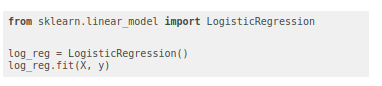 from sklearn.linear_model import LogisticRegression
log_reg = LogisticRegression()
log_reg.fit(X, y)